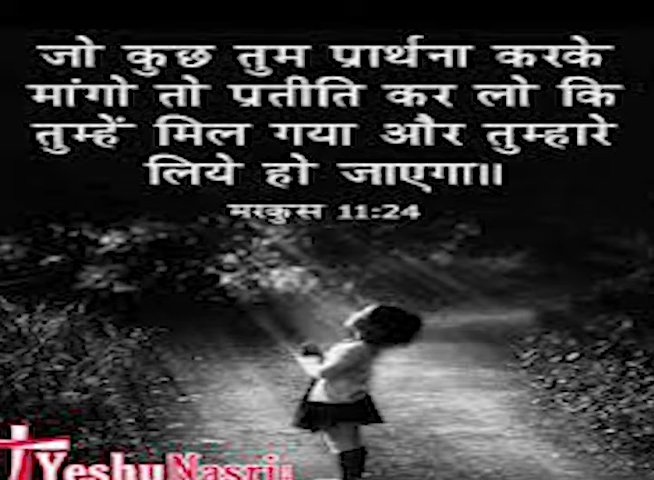 जो कुछ तुम प्रार्थना करके
मांगो तो प्रतीति कर लो कि
तुम्हें मिल गया और तुम्हारे
लिये हो जाएगा॥
मरकुस 11:24
YeshuNasri